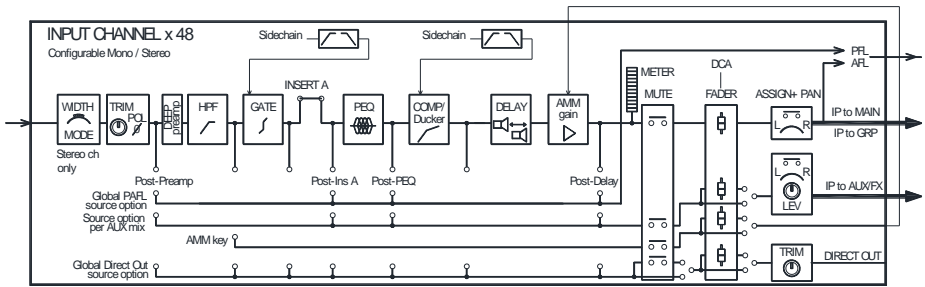 INPUT CHANNEL x 48
Configurable Mono / Stereo
Sidechain
Sidechain
PFL
AFL
DCA
METER
INSERT A
MUTE
FADER
ASSIGN+ PAN
WIDTH
MODE
TRIM
POL
DEEP
preamp
HPF
GATE
PEQ
COMP/
Ducker
DELAY
AMM
gain
L R
IP to MAIN
IP to GRP
Stereo ch
only
Post-Preamp
Post-Ins A
Post-PEQ
Post-Delay
L R
LEV
IP to AUX/FX
Global PAFL
source option
Source option
per AUX mix
AMM key
TRIM
DIRECT OUT
Global Direct Out
source option